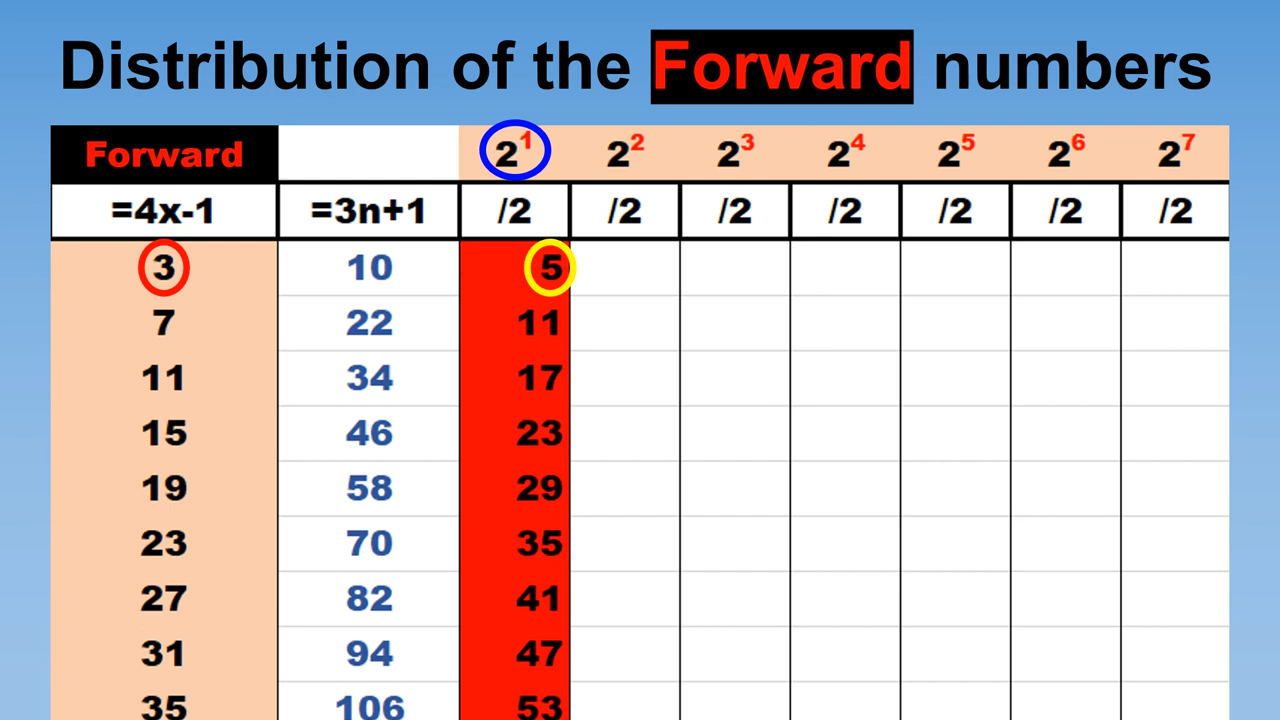 Distribution of the Forward numbers
Forward 2¹ 2² 2³ 2⁴ 2⁵ 2⁶ 2⁷
=4x-1 =3n+1 /2 /2 /2 /2 /2 /2 /2
3 10 5
7 22 11
11 34 17
15 46 23
19 58 29
23 70 35
27 82 41
31 94 47
35 106 53